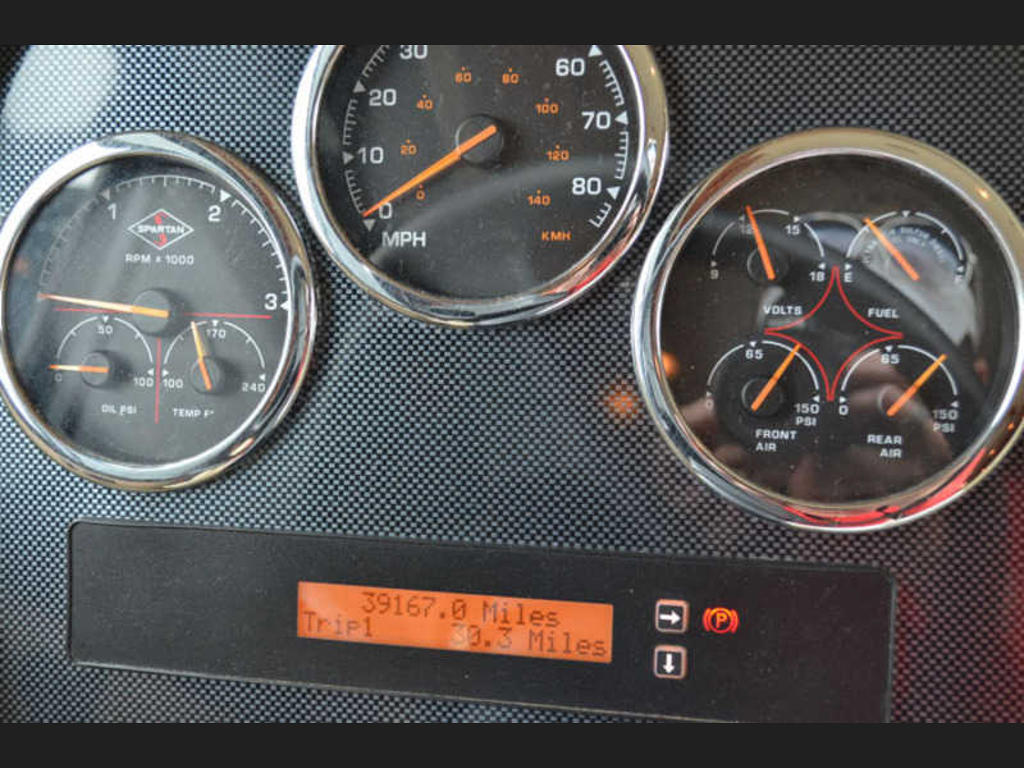 30
60
20
60
80
40
100
70
10
20
120
80
0
0
140
MPH
KMH
1
2
SPARTAN
RPM x 1000
3
50
170
0
100
100
240
OIL PSI
TEMP F°
12
15
9
18
E
VOLTS
FUEL
65
65
0
150
PSI
0
150
PSI
FRONT
AIR
REAR
AIR
39167.0 Miles
Trip1 30.3 Miles
P